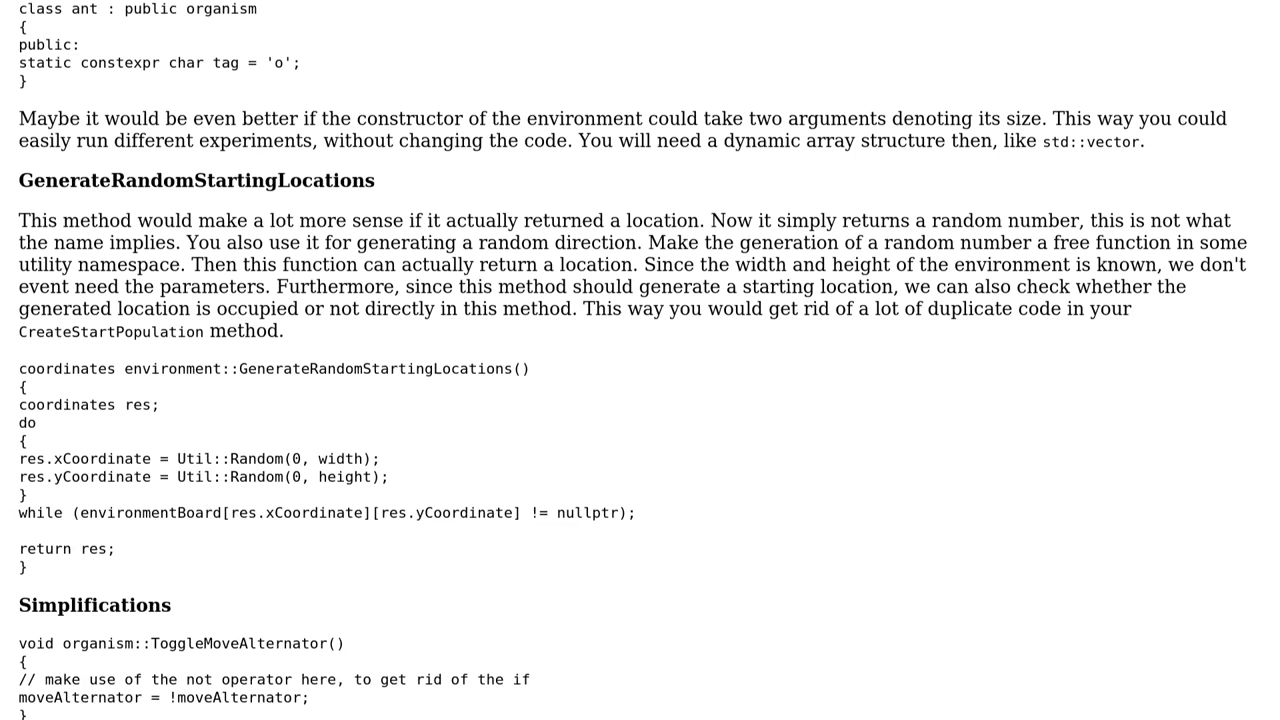 class ant : public organism
{
public:
static constexpr char tag = 'o';
}
Maybe it would be even better if the constructor of the environment could take two arguments denoting its size. This way you could
easily run different experiments, without changing the code. You will need a dynamic array structure then, like std::vector.
GenerateRandomStartingLocations
This method would make a lot more sense if it actually returned a location. Now it simply returns a random number, this is not what
the name implies. You also use it for generating a random direction. Make the generation of a random number a free function in some
utility namespace. Then this function can actually return a location. Since the width and height of the environment is known, we don't
event need the parameters. Furthermore, since this method should generate a starting location, we can also check whether the
generated location is occupied or not directly in this method. This way you would get rid of a lot of duplicate code in your
CreateStartPopulation method.
coordinates environment::GenerateRandomStartingLocations()
{
coordinates res;
do
{
res.xCoordinate = Util::Random(0, width);
res.yCoordinate = Util::Random(0, height);
}
while (environmentBoard[res.xCoordinate][res.yCoordinate] != nullptr);
return res;
}
Simplifications
void organism::ToggleMoveAlternator()
{
// make use of the not operator here, to get rid of the if
moveAlternator = !moveAlternator;
}